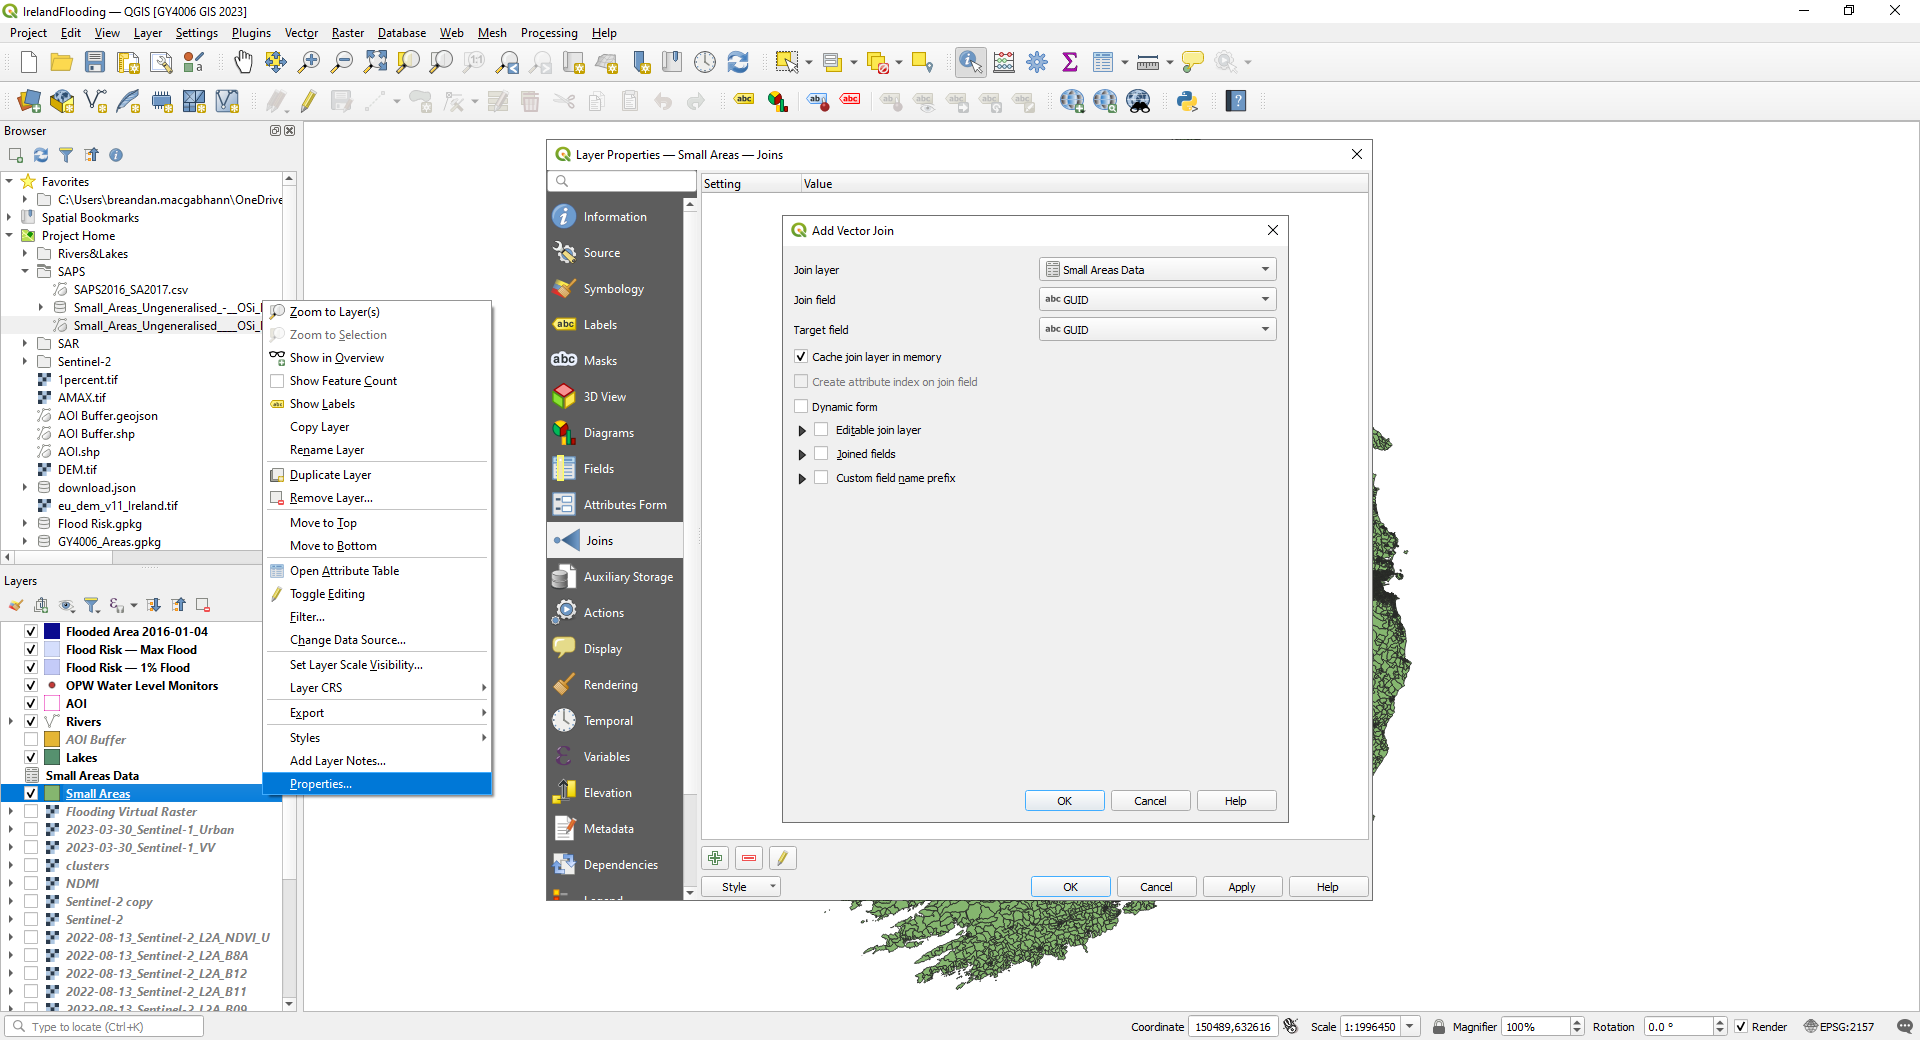 IrelandFlooding — QGIS [GY4006 GIS 2023]
Project Edit View Layer Settings Plugins Vector Raster Database Web Mesh Processing Help
Browser
Favorites
C:\Users\breandan.macgabhann\OneDrive
Spatial Bookmarks
Project Home
Rivers&Lakes
SAPS
SAPS2016_SA2017.csv
Small_Areas_Ungeneralised_-__OSi_
Small_Areas_Ungeneralised___OSi_
SAR
Sentinel-2
1percent.tif
AMAX.tif
AOI Buffer.geojson
AOI Buffer.shp
AOI.shp
DEM.tif
download.json
eu_dem_v11_Ireland.tif
Flood Risk.gpkg
GY4006_Areas.gpkg
Layers
Flooded Area 2016-01-04
Flood Risk — Max Flood
Flood Risk — 1% Flood
OPW Water Level Monitors
AOI
Rivers
AOI Buffer
Lakes
Small Areas Data
Small Areas
Flooding Virtual Raster
2023-03-30_Sentinel-1_Urban
2023-03-30_Sentinel-1_VV
clusters
NDMI
Sentinel-2 copy
Sentinel-2
2022-08-13_Sentinel-2_L2A_NDVI_U
2022-08-13_Sentinel-2_L2A_B8A
2022-08-13_Sentinel-2_L2A_B12
2022-08-13_Sentinel-2_L2A_B11
2022-08-13_Sentinel-2_L2A_B09
Zoom to Layer(s)
Zoom to Selection
Show in Overview
Show Feature Count
Show Labels
Copy Layer
Rename Layer
Duplicate Layer
Remove Layer...
Move to Top
Move to Bottom
Open Attribute Table
Toggle Editing
Filter...
Change Data Source...
Set Layer Scale Visibility...
Layer CRS
Export
Styles
Add Layer Notes...
Properties...
Layer Properties — Small Areas — Joins
Information
Source
Symbology
abc Labels
abc Masks
3D View
Diagrams
Fields
Attributes Form
Joins
Auxiliary Storage
Actions
Display
Rendering
Temporal
Variables
Elevation
Metadata
Dependencies
Legend
Setting Value
Add Vector Join
Join layer Small Areas Data
Join field abc GUID
Target field abc GUID
Cache join layer in memory
Create attribute index on join field
Dynamic form
Editable join layer
Joined fields
Custom field name prefix
OK Cancel Help
Style OK Cancel Apply Help
Type to locate (Ctrl+K) Coordinate 150489,632616 Scale 1:1996450 Magnifier 100% Rotation 0.0 ° Render EPSG:2157